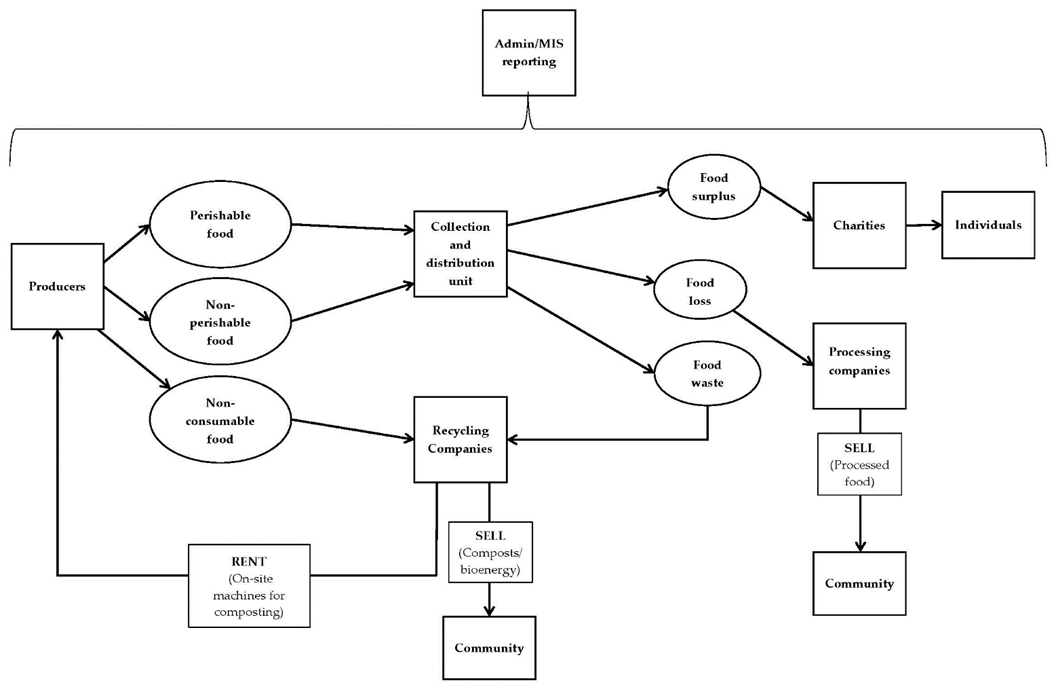 Admin/MIS
reporting
Perishable
food
Food
surplus
Collection
and
distribution
unit
Charities
Individuals
Producers
Non-
perishable
food
Food
loss
Processing
companies
Food
waste
Non-
consumable
food
Recycling
Companies
SELL
(Processed
food)
SELL
(Composts/
bioenergy)
RENT
(On-site
machines for
composting)
Community
Community